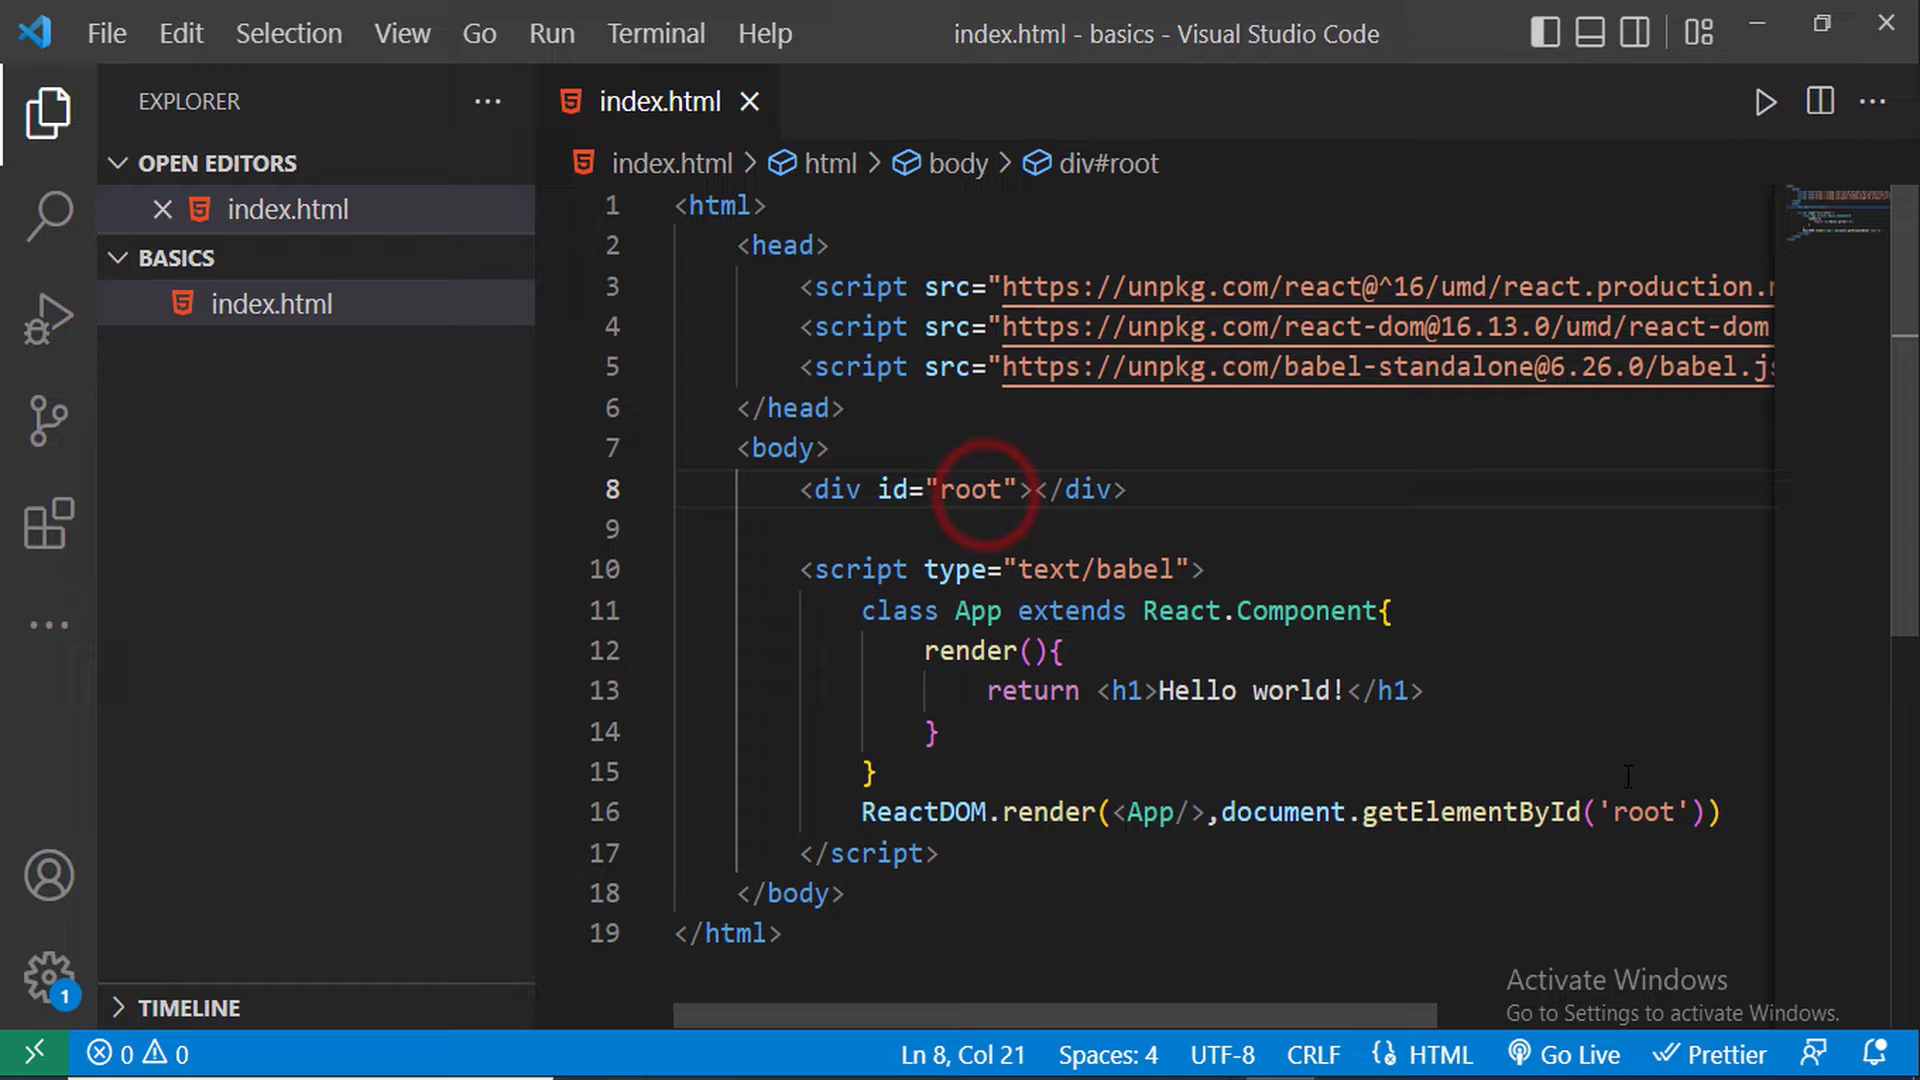 File Edit Selection View Go Run Terminal Help index.html - basics - Visual Studio Code
EXPLORER
index.html
OPEN EDITORS
index.html
BASICS
index.html
index.html > html > body > div#root
1 <html>
2 <head>
3 <script src="https://unpkg.com/react@^16/umd/react.production.
4 <script src="https://unpkg.com/react-dom@16.13.0/umd/react-dom
5 <script src="https://unpkg.com/babel-standalone@6.26.0/babel.js
6 </head>
7 <body>
8 <div id="root"></div>
9
10 <script type="text/babel">
11 class App extends React.Component{
12 render(){
13 return <h1>Hello world!</h1>
14 }
15 }
16 ReactDOM.render(<App/>,document.getElementById('root'))
17 </script>
18 </body>
19 </html>
Activate Windows
Go to Settings to activate Windows.
1
TIMELINE
0 0 Ln 8, Col 21 Spaces: 4 UTF-8 CRLF HTML Go Live Prettier